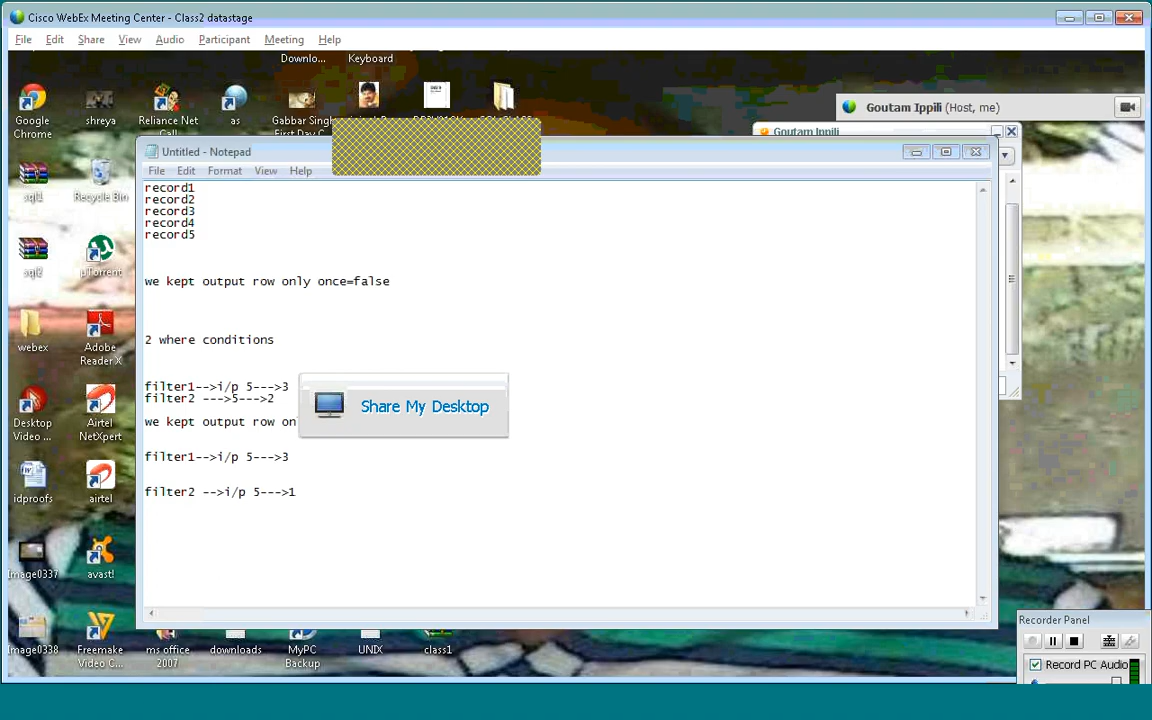 Cisco WebEx Meeting Center - Class2 datastage
File Edit Share View Audio Participant Meeting Help
Downlo... Keyboard
Goutam Ippili (Host, me)
Google Chrome
shreya
Reliance Net Call
as
Gabbar Singh First Day C
Goutam Ippili
Untitled - Notepad
File Edit Format View Help
record1
record2
record3
record4
record5
we kept output row only once=false
2 where conditions
filter1-->i/p 5--->3
filter2 --->5--->2
we kept output row on
filter1-->i/p 5--->3
filter2 -->i/p 5--->1
Share My Desktop
sql1
Recycle Bin
sql2
µTorrent
webex
Adobe Reader X
Desktop Video ...
Airtel NetXpert
idproofs
airtel
Image0337
avast!
Image0338
Freemake Video C...
ms office 2007
downloads
MyPC Backup
UNIX
class1
Recorder Panel
Record PC Audio